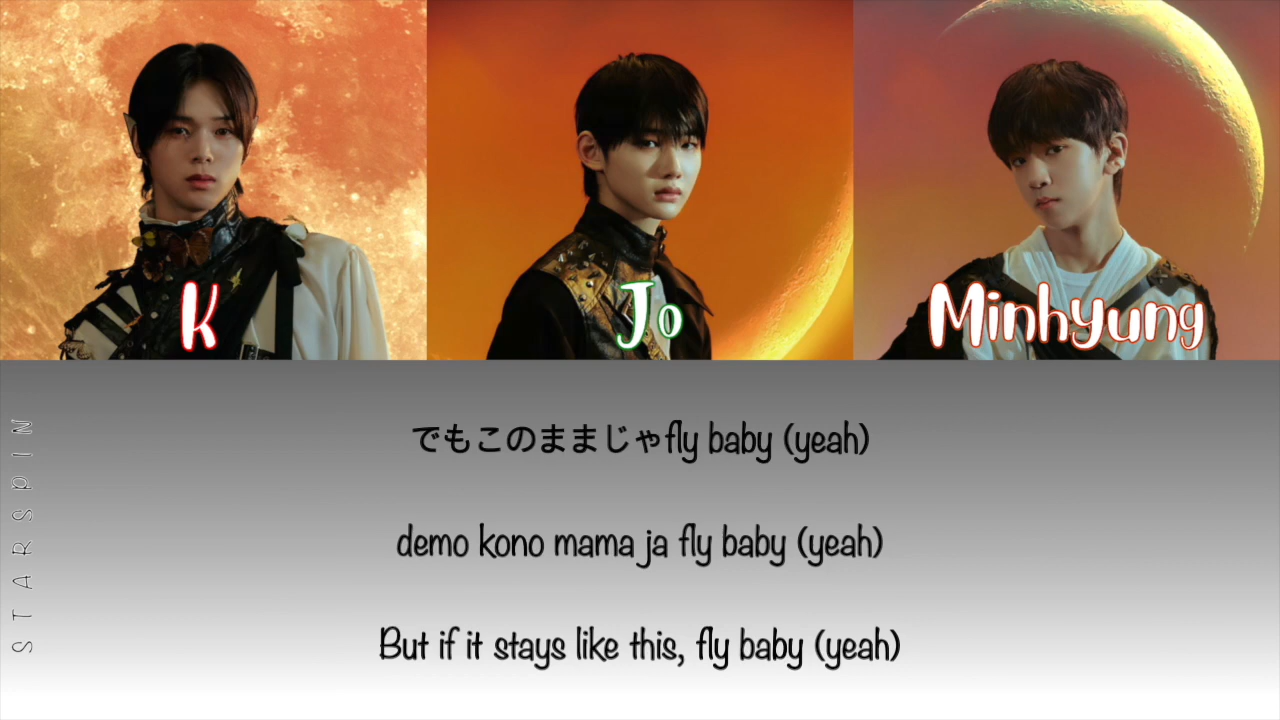 K
Jo
Minhyung
でもこのままじゃfly baby (yeah)
demo kono mama ja fly baby (yeah)
But if it stays like this, fly baby (yeah)
STARSPIN